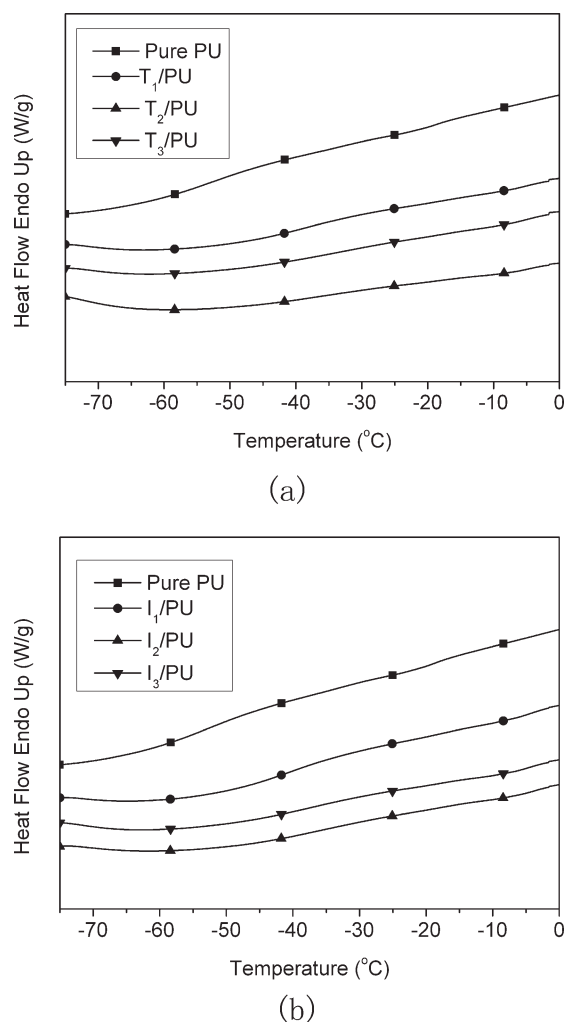 Pure PU
T₁/PU
T₂/PU
T₃/PU
Heat Flow Endo Up (W/g)
-70 -60 -50 -40 -30 -20 -10 0
Temperature (°C)
(a)
Pure PU
I₁/PU
I₂/PU
I₃/PU
Heat Flow Endo Up (W/g)
-70 -60 -50 -40 -30 -20 -10 0
Temperature (°C)
(b)